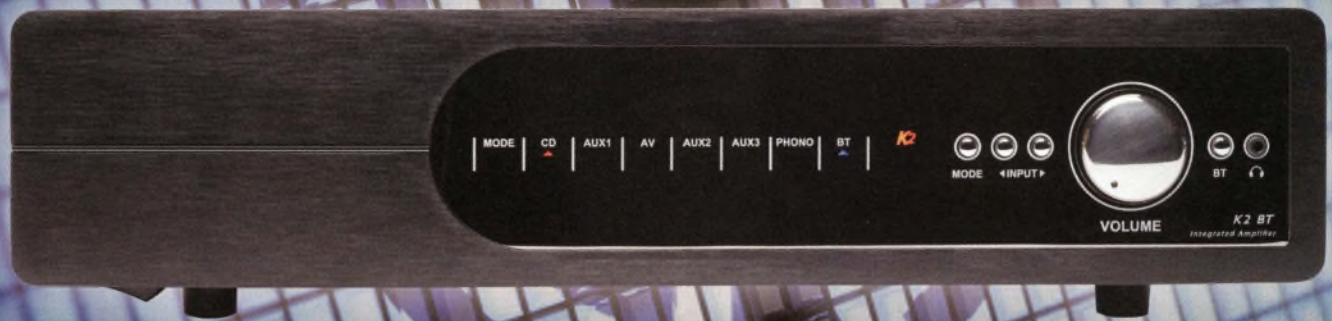 MODE CD AUX1 AV AUX2 AUX3 PHONO BT
K2
MODE ◄INPUT► BT
VOLUME
K2 BT
Integrated Amplifier